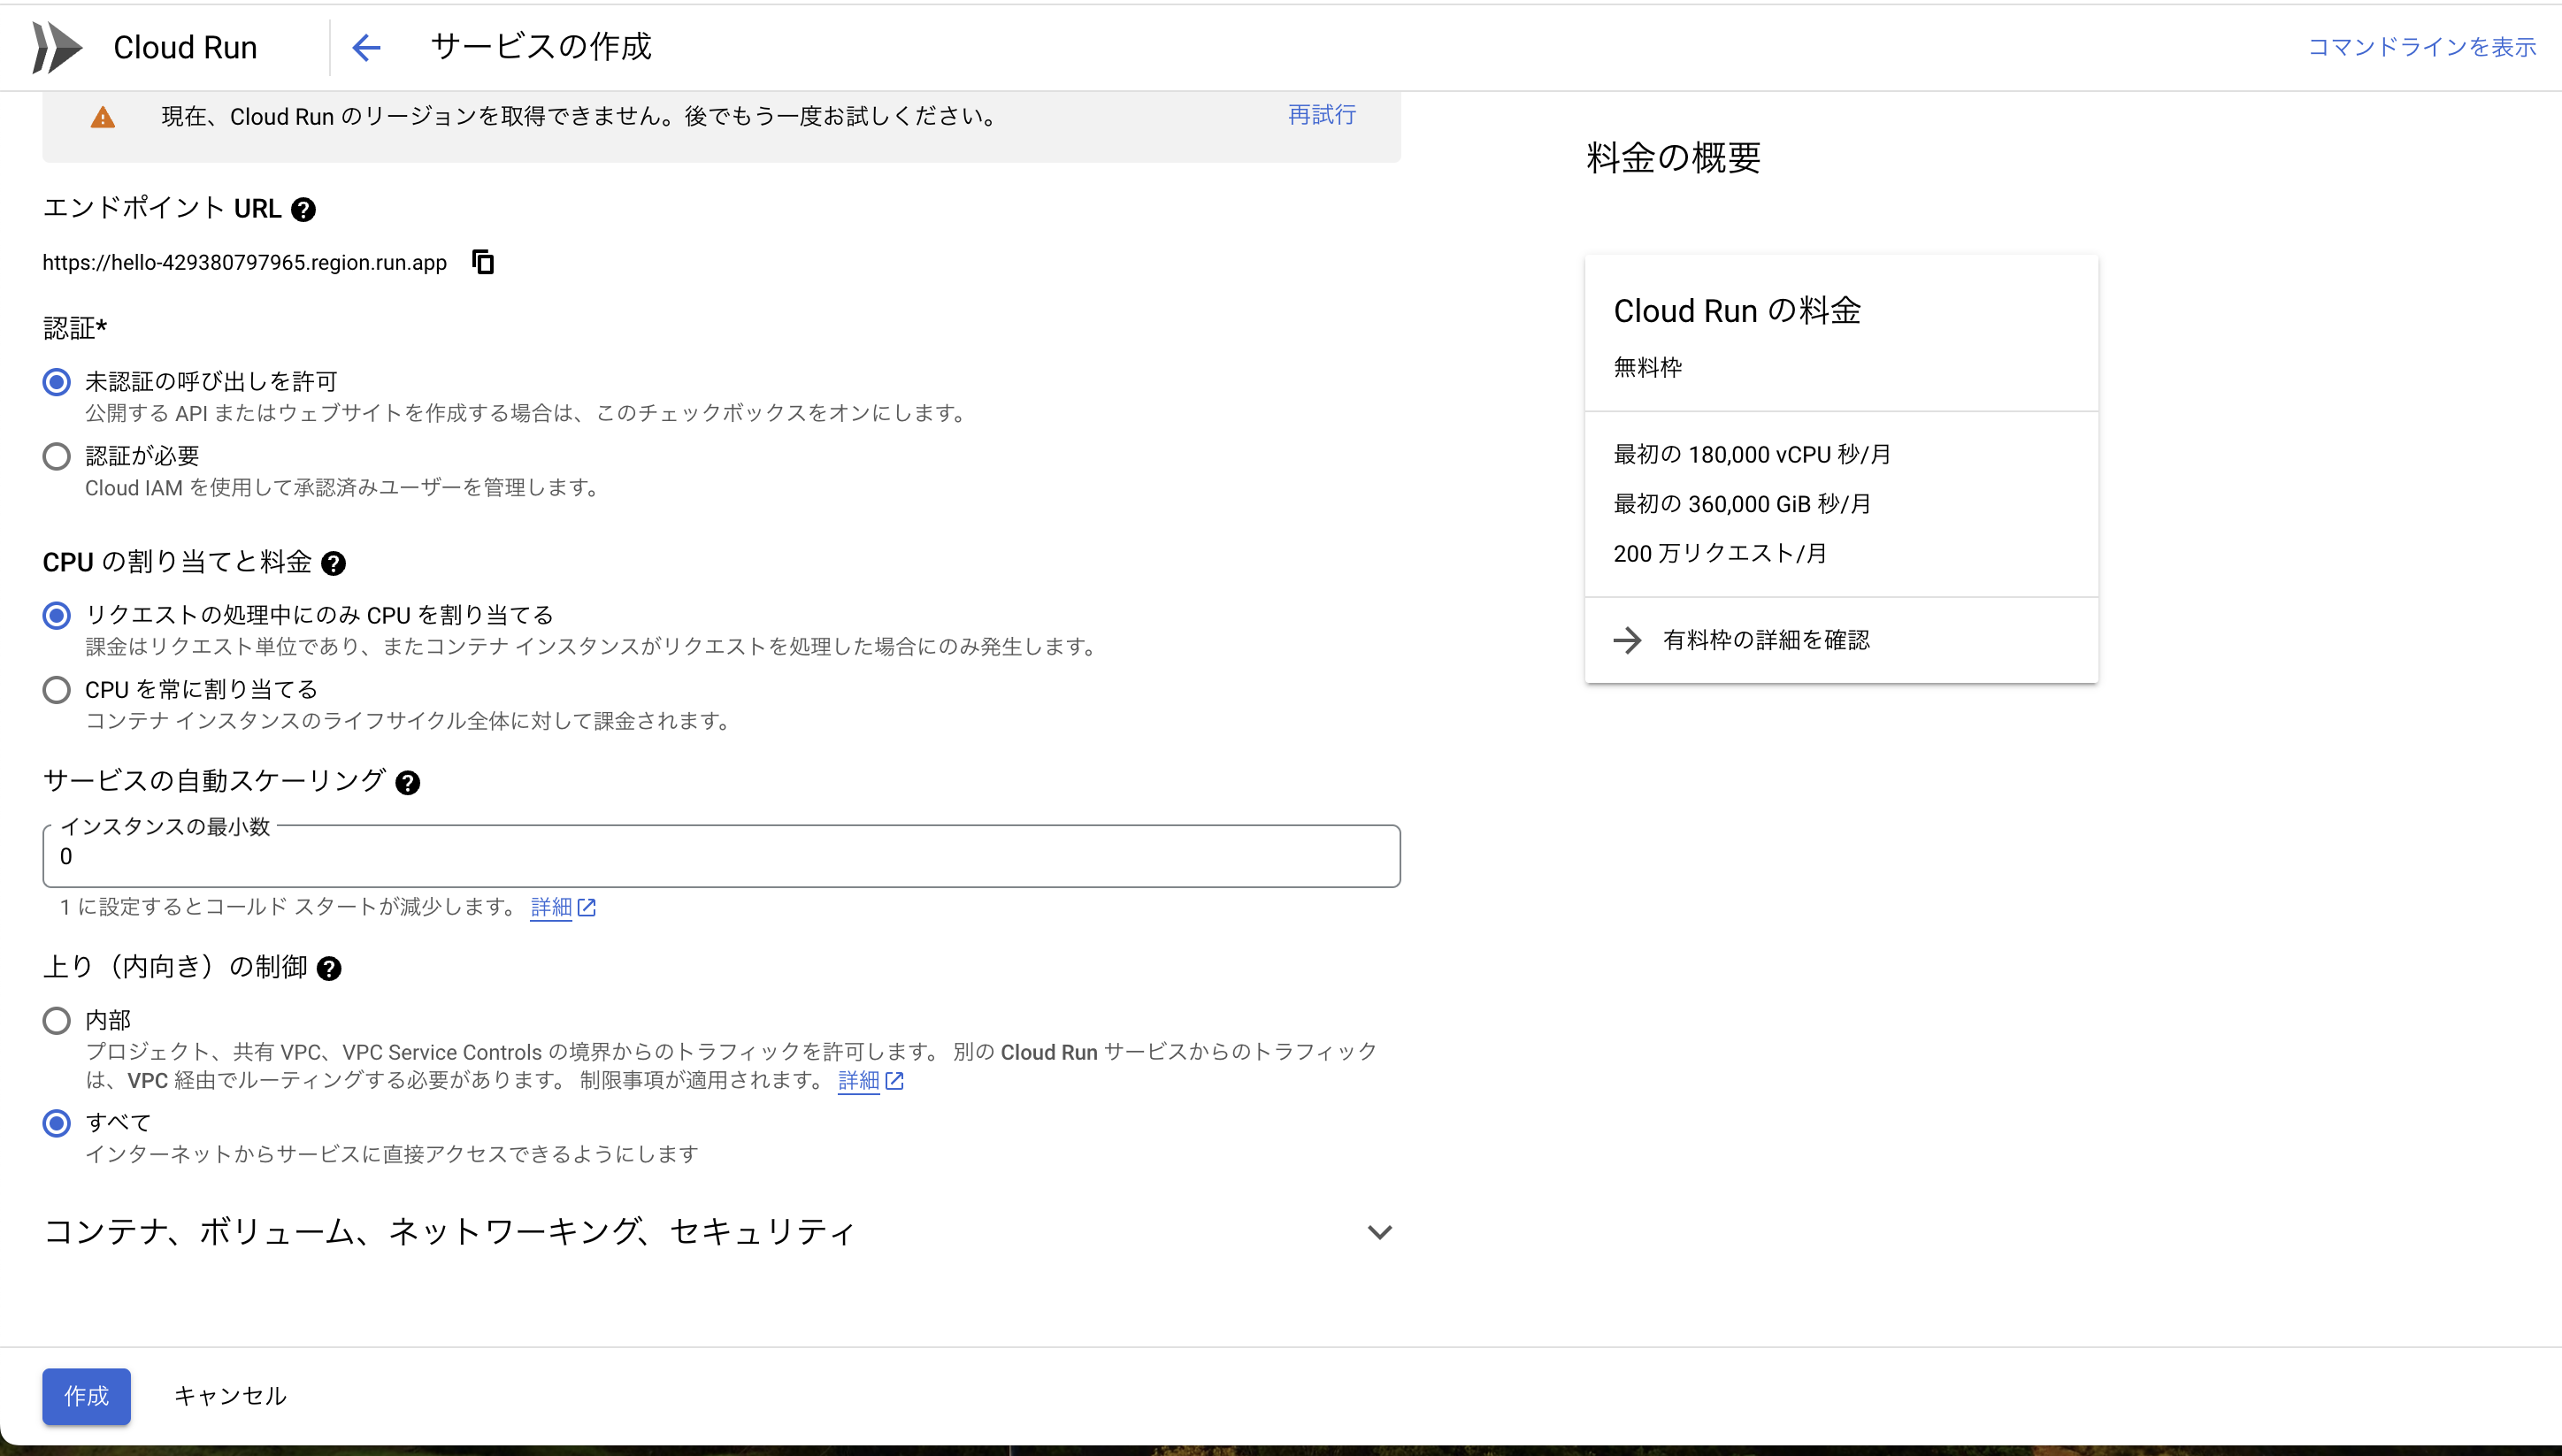 Cloud Run
サービスの作成
コマンドラインを表示
現在、Cloud Run のリージョンを取得できません。後でもう一度お試しください。
再試行
エンドポイント URL
https://hello-429380797965.region.run.app
認証*
未認証の呼び出しを許可
公開する API またはウェブサイトを作成する場合は、このチェックボックスをオンにします。
認証が必要
Cloud IAM を使用して承認済みユーザーを管理します。
CPU の割り当てと料金
リクエストの処理中にのみ CPU を割り当てる
課金はリクエスト単位であり、またコンテナ インスタンスがリクエストを処理した場合にのみ発生します。
CPU を常に割り当てる
コンテナ インスタンスのライフサイクル全体に対して課金されます。
サービスの自動スケーリング
インスタンスの最小数
0
1 に設定するとコールド スタートが減少します。 詳細
上り（内向き）の制御
内部
プロジェクト、共有 VPC、VPC Service Controls の境界からのトラフィックを許可します。 別の Cloud Run サービスからのトラフィック
は、VPC 経由でルーティングする必要があります。 制限事項が適用されます。 詳細
すべて
インターネットからサービスに直接アクセスできるようにします
コンテナ、ボリューム、ネットワーキング、セキュリティ
作成
キャンセル
料金の概要
Cloud Run の料金
無料枠
最初の 180,000 vCPU 秒/月
最初の 360,000 GiB 秒/月
200 万リクエスト/月
有料枠の詳細を確認